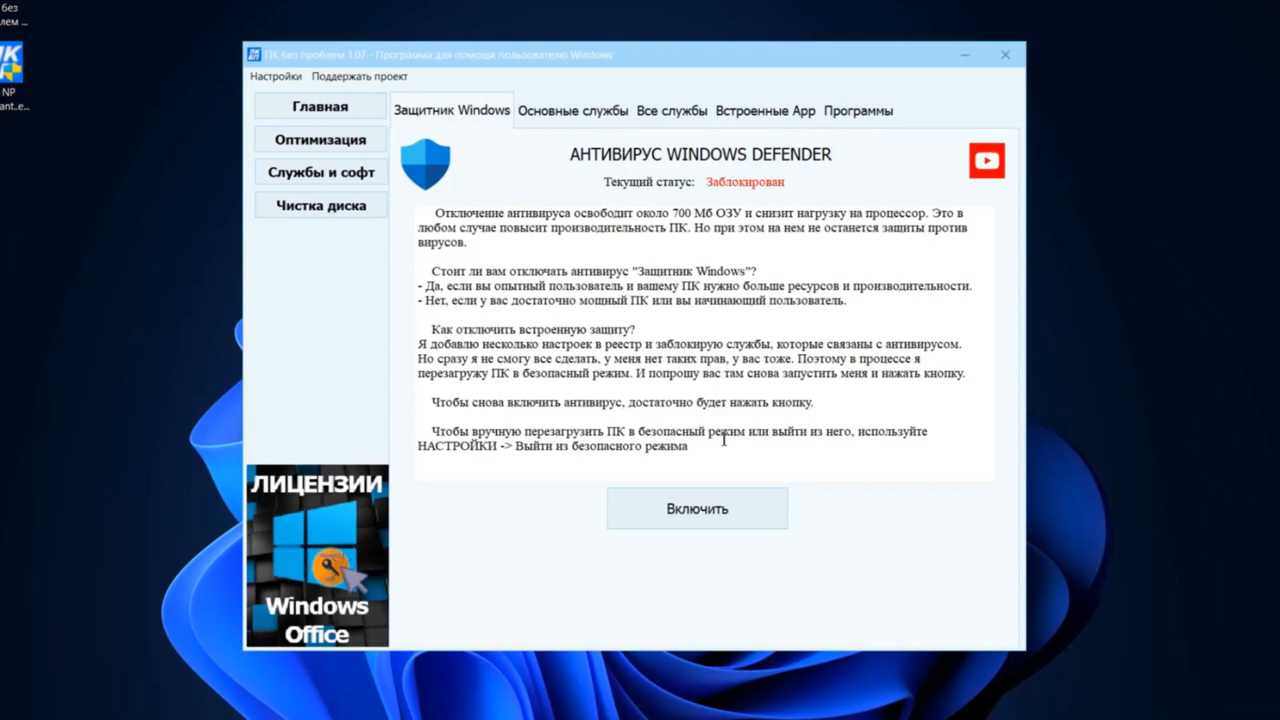 без
лем ...
NP
ant..e...
ПК без проблем 1.07 - Программа для помощи пользователю Windows
Настройки Поддержать проект
Главная
Оптимизация
Службы и софт
Чистка диска
Защитник Windows Основные службы Все службы Встроенные App Программы
АНТИВИРУС WINDOWS DEFENDER
Текущий статус: Заблокирован
Отключение антивируса освободит около 700 Мб ОЗУ и снизит нагрузку на процессор. Это в
любом случае повысит производительность ПК. Но при этом на нем не останется защиты против
вирусов.
Стоит ли вам отключать антивирус "Защитник Windows"?
- Да, если вы опытный пользователь и вашему ПК нужно больше ресурсов и производительности.
- Нет, если у вас достаточно мощный ПК или вы начинающий пользователь.
Как отключить встроенную защиту?
Я добавлю несколько настроек в реестр и заблокирую службы, которые связаны с антивирусом.
Но сразу я не смогу все сделать, у меня нет таких прав, у вас тоже. Поэтому в процессе я
перезагружу ПК в безопасный режим. И попрошу вас там снова запустить меня и нажать кнопку.
Чтобы снова включить антивирус, достаточно будет нажать кнопку.
Чтобы вручную перезагрузить ПК в безопасный режим или выйти из него, используйте
НАСТРОЙКИ -> Выйти из безопасного режима
Включить
ЛИЦЕНЗИИ
Windows
Office